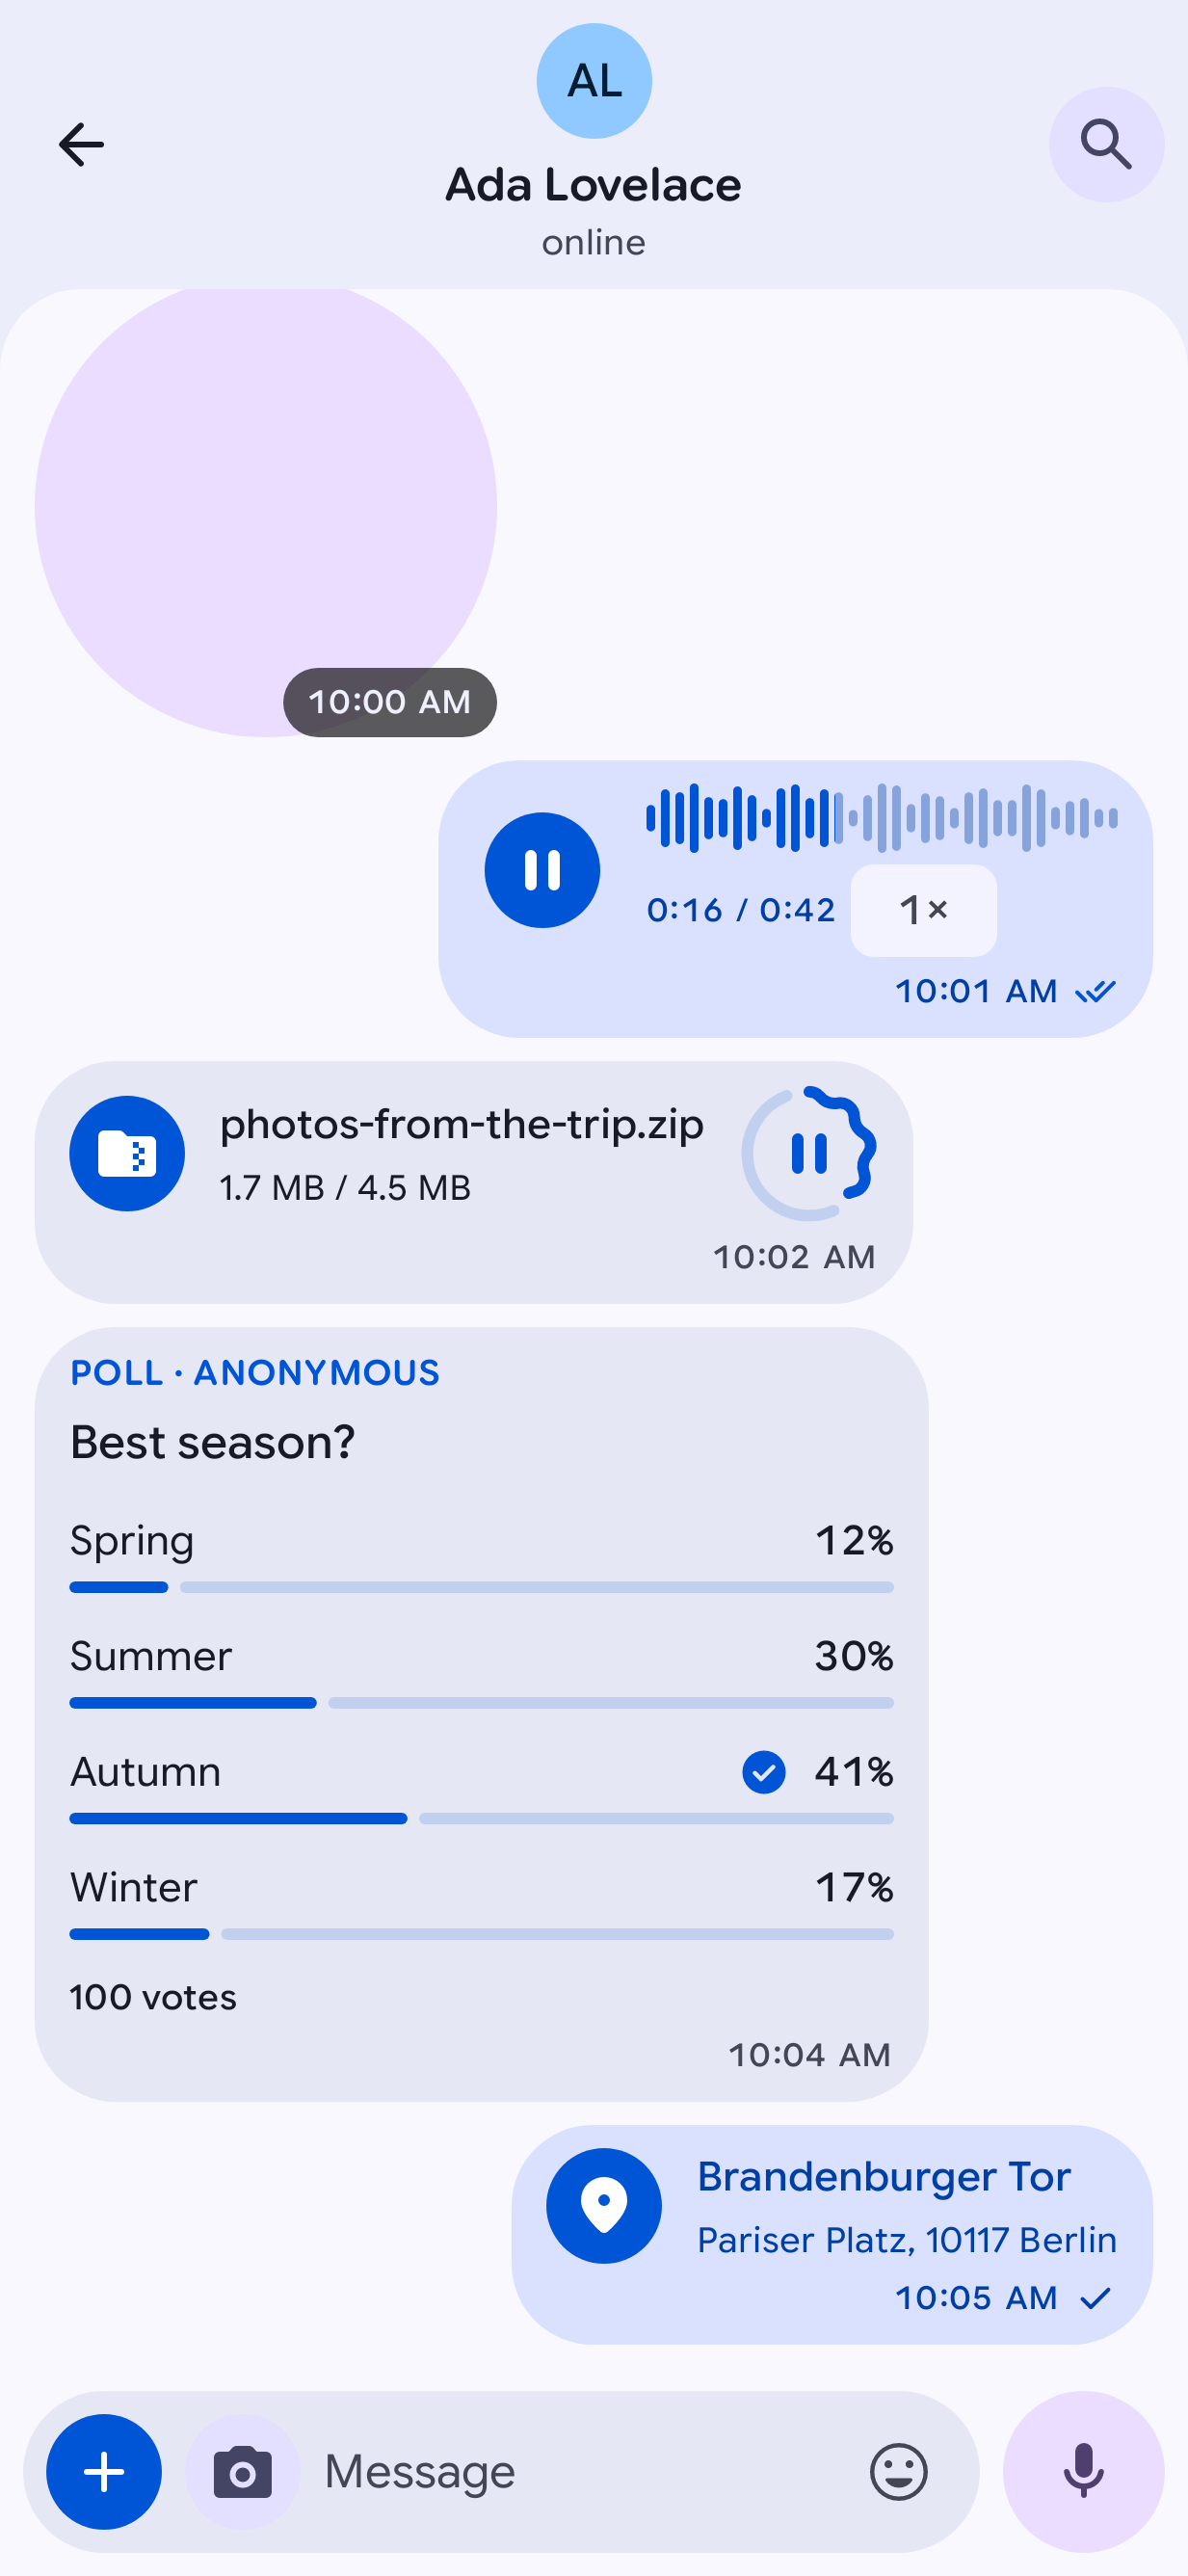 AL
Ada Lovelace
online
10:00 AM
0:16 / 0:42
1×
10:01 AM
photos-from-the-trip.zip
1.7 MB / 4.5 MB
10:02 AM
POLL · ANONYMOUS
Best season?
Spring 12%
Summer 30%
Autumn 41%
Winter 17%
100 votes
10:04 AM
Brandenburger Tor
Pariser Platz, 10117 Berlin
10:05 AM
Message